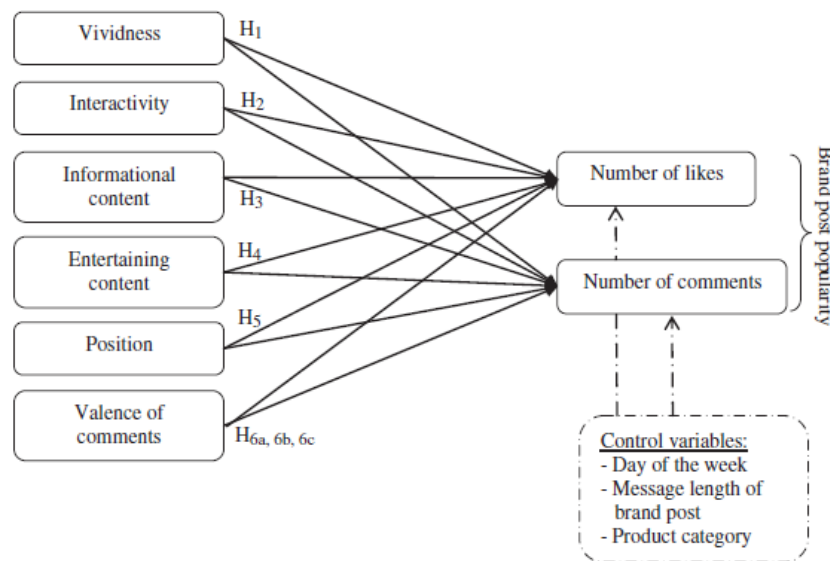 Vividness
H1
Interactivity
H2
Informational
content
H3
Entertaining
content
H4
Position
H5
Valence of
comments
H6a, 6b, 6c
Number of likes
Number of comments
Brand post popularity
Control variables:
- Day of the week
- Message length of
brand post
- Product category